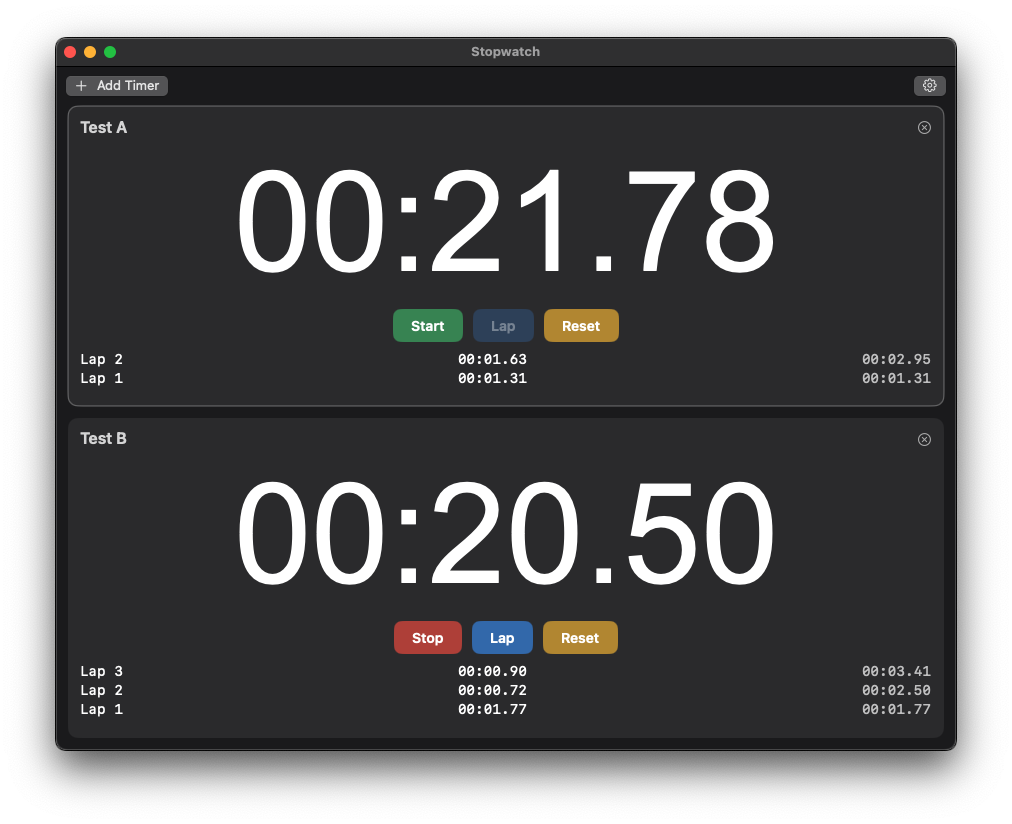 Stopwatch
+ Add Timer
Test A
00:21.78
Start Lap Reset
Lap 2 00:01.63 00:02.95
Lap 1 00:01.31 00:01.31
Test B
00:20.50
Stop Lap Reset
Lap 3 00:00.90 00:03.41
Lap 2 00:00.72 00:02.50
Lap 1 00:01.77 00:01.77